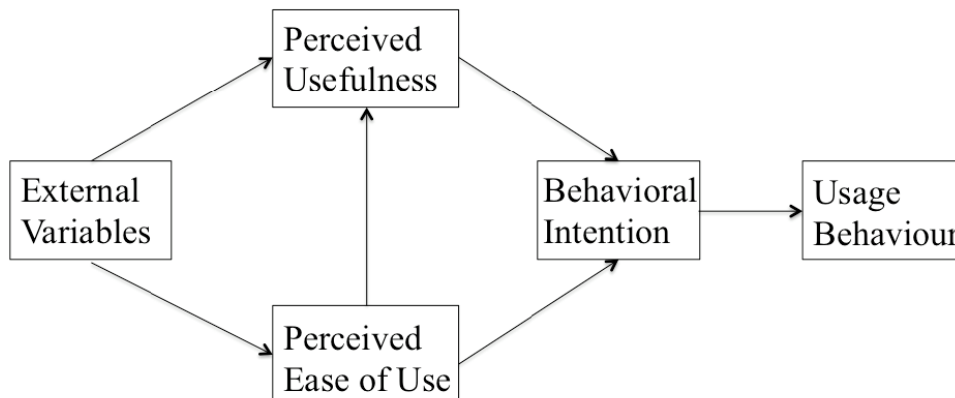 Perceived
Usefulness
External
Variables
Behavioral
Intention
Usage
Behaviour
Perceived
Ease of Use